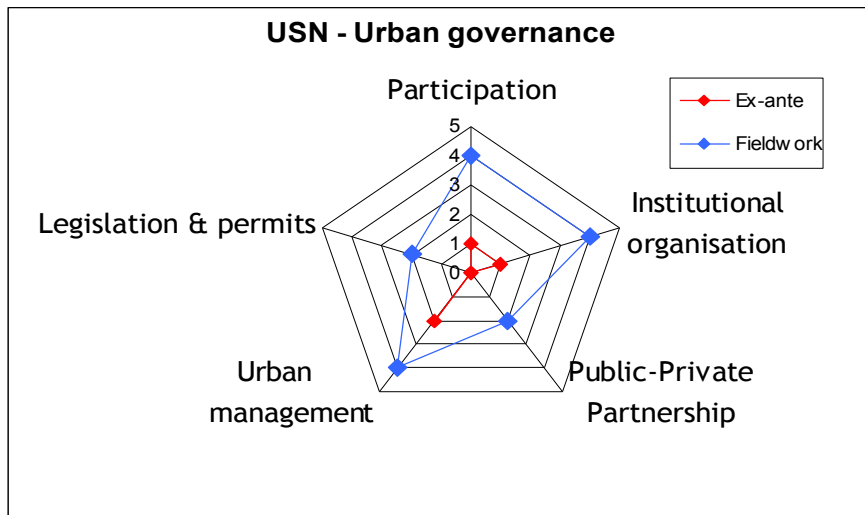 USN - Urban governance
Participation
Ex-ante
Fieldw ork
5
4
3
2
1
0
Legislation & permits
Institutional
organisation
Urban
management
Public-Private
Partnership